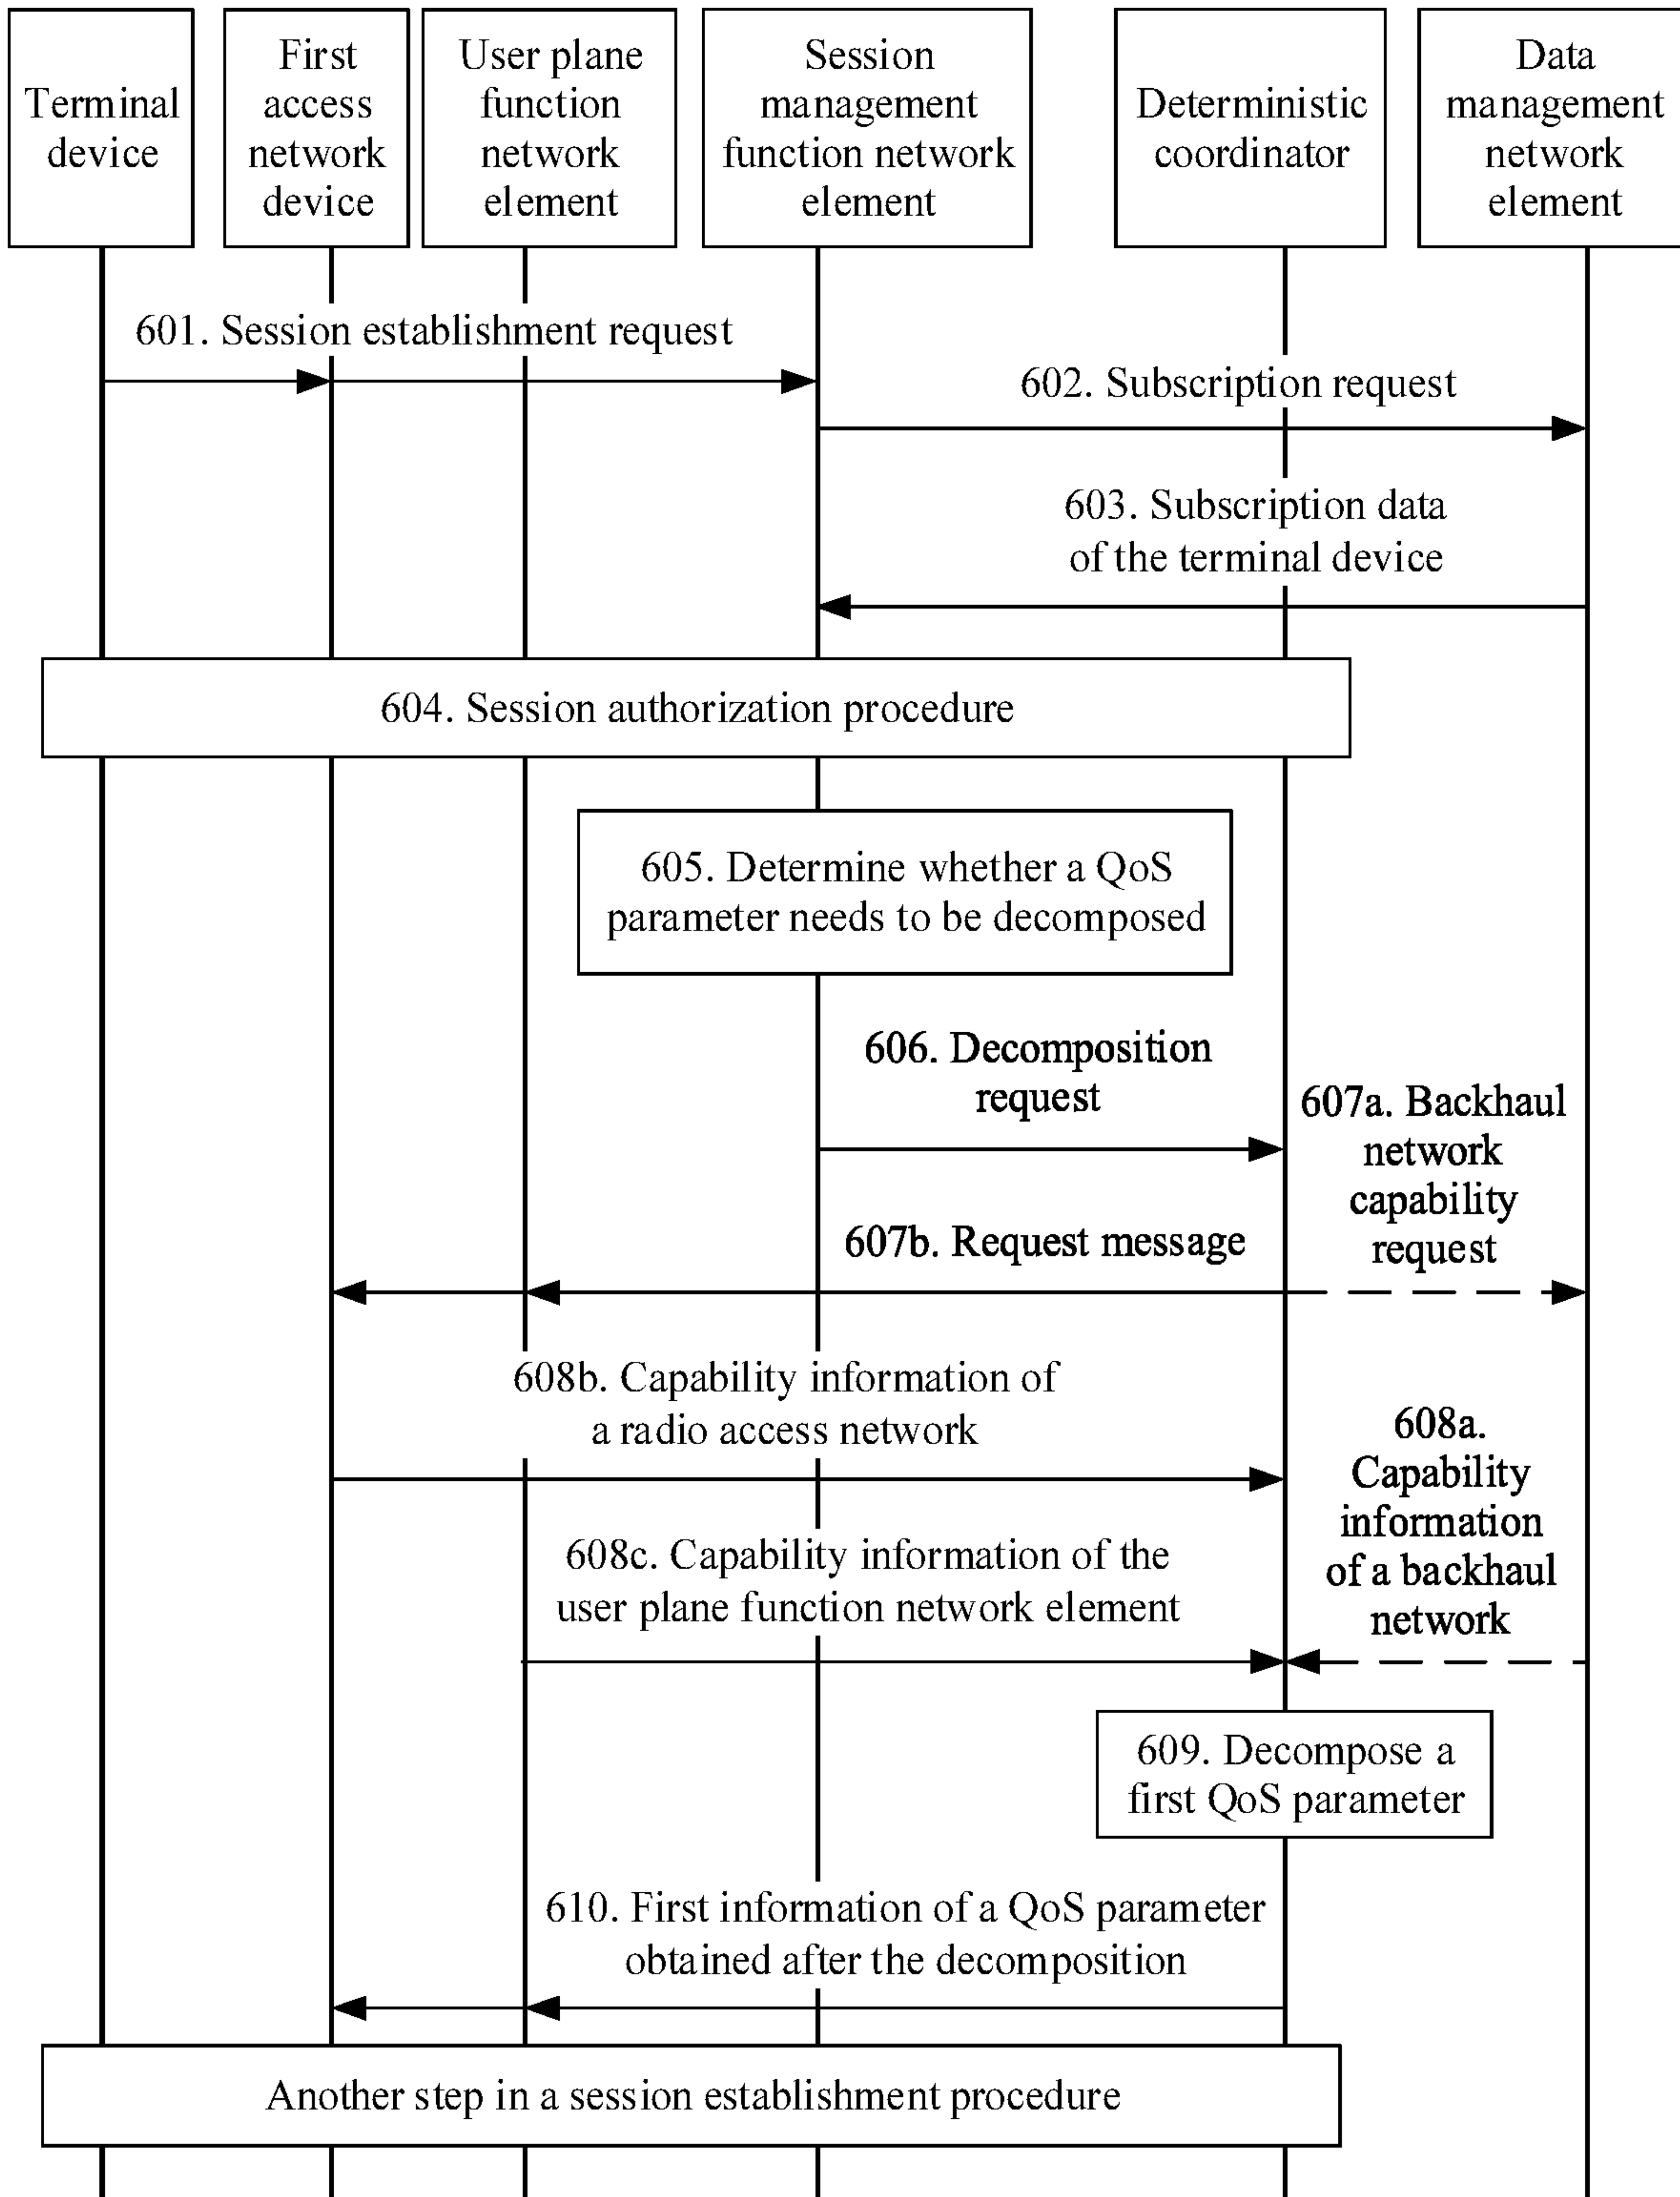 Terminal
device
First
access
network
device
User plane
function
network
element
Session
management
function network
element
Deterministic
coordinator
Data
management
network
element
601. Session establishment request
602. Subscription request
603. Subscription data
of the terminal device
604. Session authorization procedure
605. Determine whether a QoS
parameter needs to be decomposed
606. Decomposition
request
607a. Backhaul
network
capability
request
607b. Request message
608b. Capability information of
a radio access network
608a.
Capability
information
of a backhaul
network
608c. Capability information of the
user plane function network element
609. Decompose a
first QoS parameter
610. First information of a QoS parameter
obtained after the decomposition
Another step in a session establishment procedure